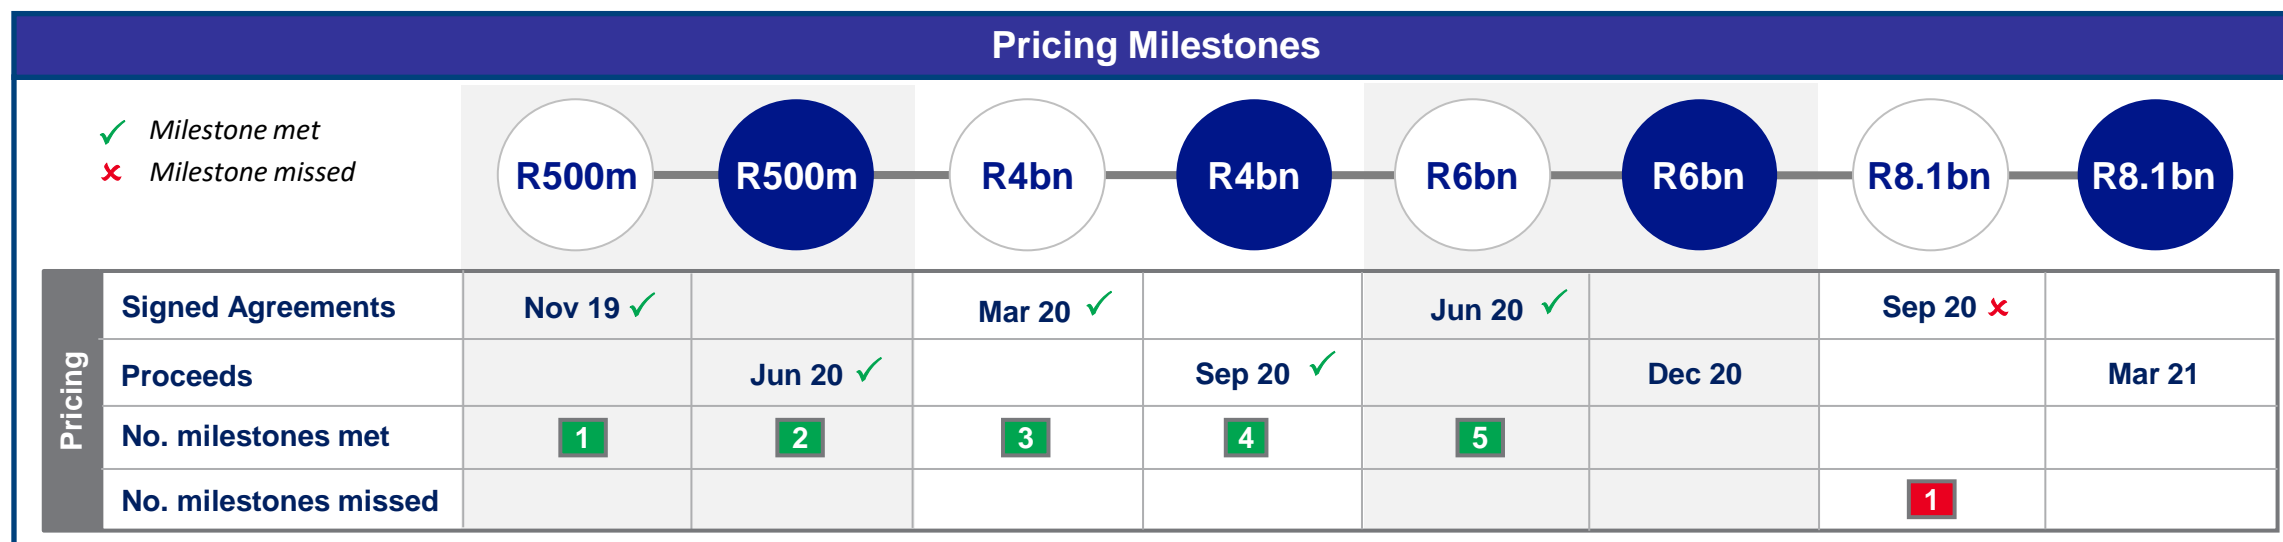 Pricing Milestones
✓ Milestone met
✗ Milestone missed
R500m R500m R4bn R4bn R6bn R6bn R8.1bn R8.1bn
Pricing
Signed Agreements Nov 19 ✓ Mar 20 ✓ Jun 20 ✓ Sep 20 ✗
Proceeds Jun 20 ✓ Sep 20 ✓ Dec 20 Mar 21
No. milestones met 1 2 3 4 5
No. milestones missed 1